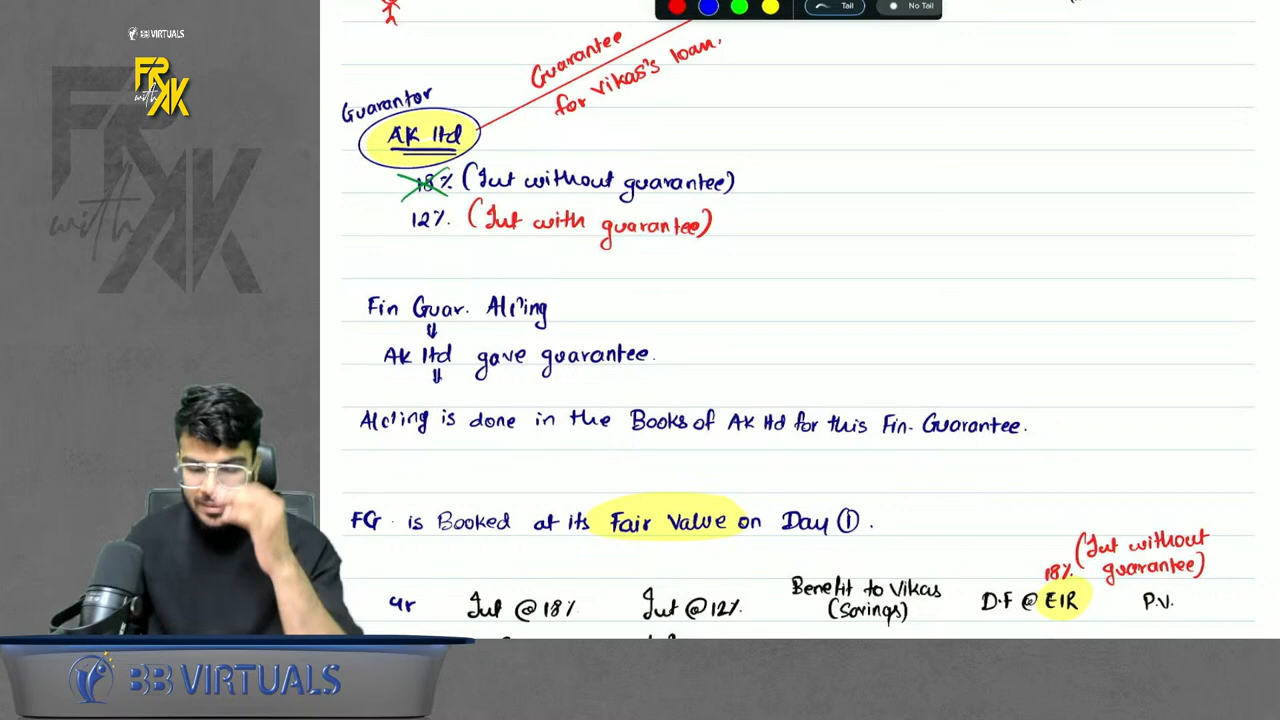 Tail
No Tail
BB VIRTUALS
FR
with AK
FR
with AK
Guarantee
for Vikas's loan.
Guarantor
AK ltd
18% (Int without guarantee)
12%. (Int with guarantee)
Fin Guar. Alc'ing
⇓
AK ltd gave guarantee.
⇓
Alc'ing is done in the Books of AK ltd for this Fin. Guarantee.
FG is Booked at its Fair Value on Day ①.
(Int without
guarantee)
18%.
Yr Int @ 18% Int @ 12%. Benefit to Vikas
(Savings) D.F @ EIR P.V.
BB VIRTUALS